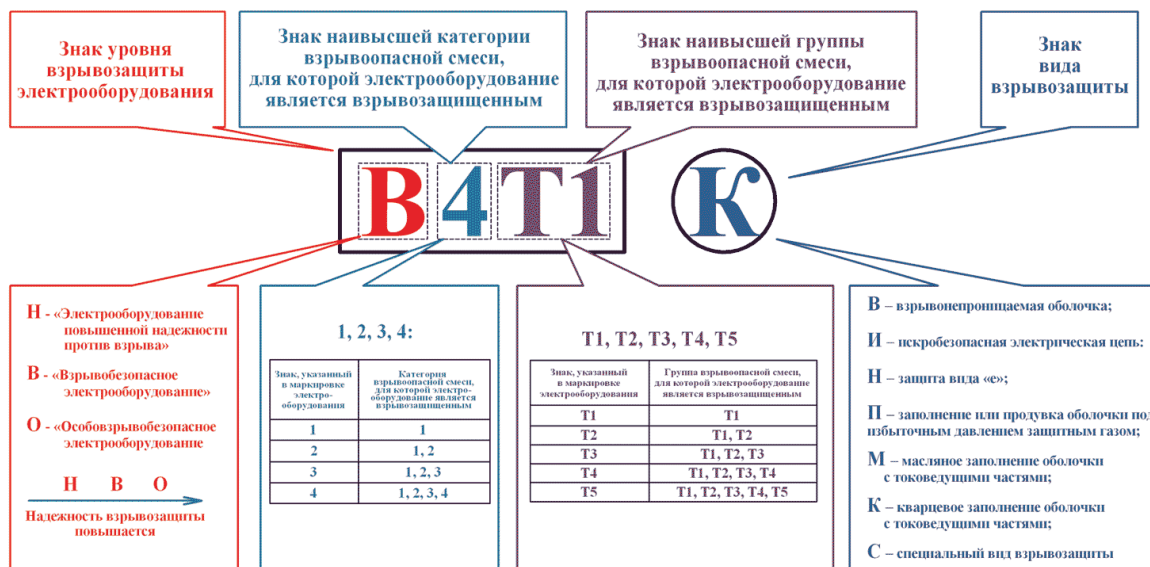 Знак уровня
взрывозащиты
электрооборудования
Знак наивысшей категории
взрывоопасной смеси,
для которой электрооборудование
является взрывозащищенным
Знак наивысшей группы
взрывоопасной смеси,
для которой электрооборудование
является взрывозащищенным
Знак
вида
взрывозащиты
В 4 Т1 К
Н - «Электрооборудование
повышенной надежности
против взрыва»
В - «Взрывобезопасное
электрооборудование»
О - «Особовзрывобезопасное
электрооборудование
Н В О
Надежность взрывозащиты
повышается
1, 2, 3, 4:
Знак, указанный
в маркировке
электро-
оборудования
Категория
взрывоопасной смеси,
для которой электро-
оборудование является
взрывозащищенным
1 1
2 1, 2
3 1, 2, 3
4 1, 2, 3, 4
Т1, Т2, Т3, Т4, Т5
Знак, указанный
в маркировке
электрооборудования
Группа взрывоопасной смеси,
для которой электрооборудование
является взрывозащищенным
Т1 Т1
Т2 Т1, Т2
Т3 Т1, Т2, Т3
Т4 Т1, Т2, Т3, Т4
Т5 Т1, Т2, Т3, Т4, Т5
В – взрывонепроницаемая оболочка;
И – искробезопасная электрическая цепь:
Н – защита вида «е»;
П – заполнение или продувка оболочки под
избыточным давлением защитным газом;
М – масляное заполнение оболочки
с токоведущими частями;
К – кварцевое заполнение оболочки
с токоведущими частями;
С – специальный вид взрывозащиты